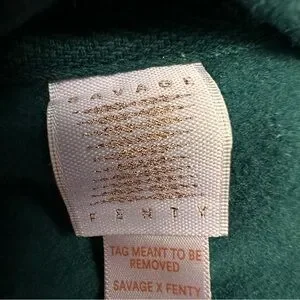 SAVAGE
FENTY
TAG MEANT TO BE
REMOVED
SAVAGE X FENTY